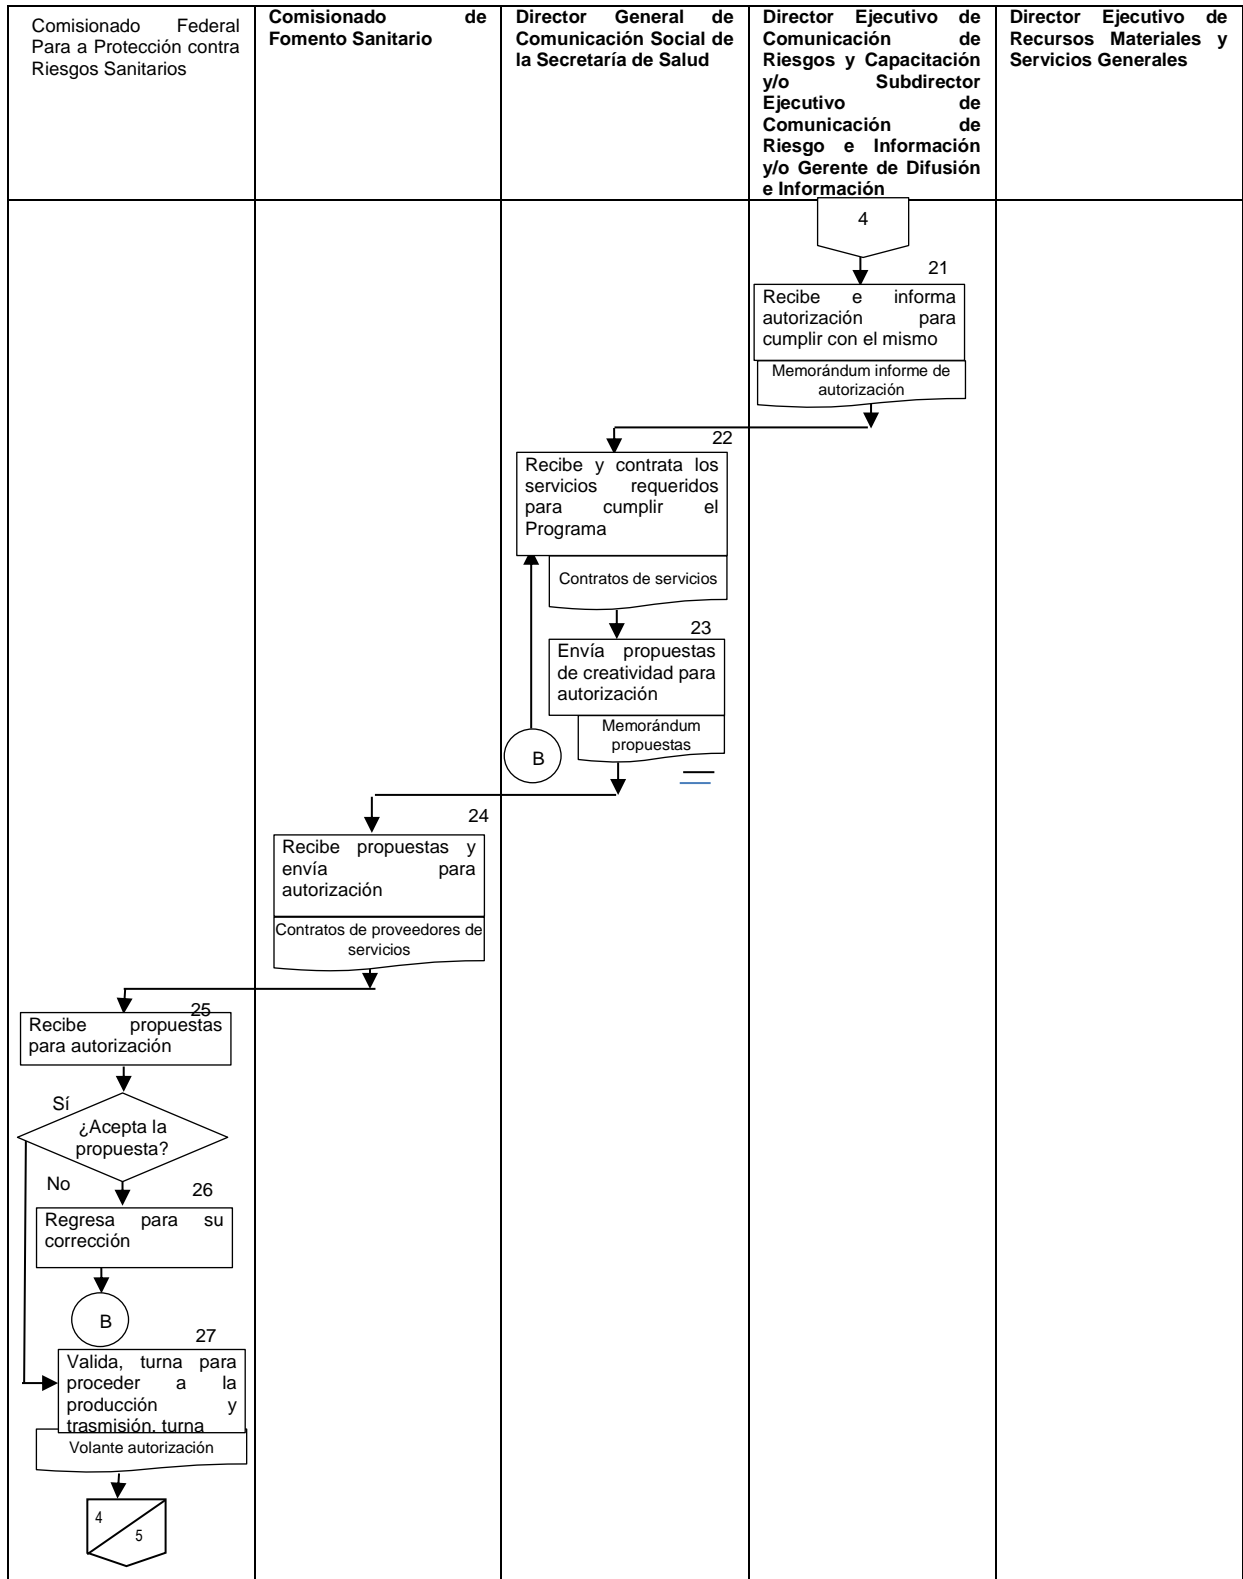 Comisionado Federal
Para a Protección contra
Riesgos Sanitarios
Comisionado de
Fomento Sanitario
Director General de
Comunicación Social de
la Secretaría de Salud
Director Ejecutivo de
Comunicación de
Riesgos y Capacitación
y/o Subdirector
Ejecutivo de
Comunicación de
Riesgo e Información
y/o Gerente de Difusión
e Información
Director Ejecutivo de
Recursos Materiales y
Servicios Generales
4
21
Recibe e informa
autorización para
cumplir con el mismo
Memorándum informe de
autorización
22
Recibe y contrata los
servicios requeridos
para cumplir el
Programa
Contratos de servicios
23
Envía propuestas
de creatividad para
autorización
Memorándum
propuestas
B
24
Recibe propuestas y
envía para
autorización
Contratos de proveedores de
servicios
25
Recibe propuestas
para autorización
Sí
¿Acepta la
propuesta?
No
26
Regresa para su
corrección
B
27
Valida, turna para
proceder a la
producción y
trasmisión, turna
Volante autorización
4
5